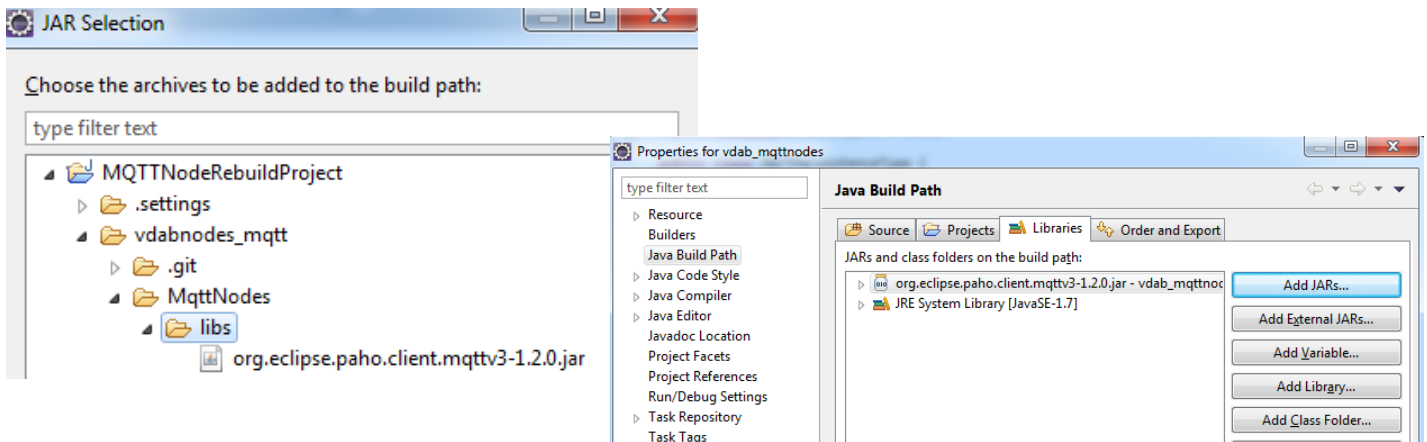 JAR Selection
Choose the archives to be added to the build path:
type filter text
MQTTNodeRebuildProject
.settings
vdabnodes_mqtt
.git
MqttNodes
libs
org.eclipse.paho.client.mqttv3-1.2.0.jar
Properties for vdab_mqttnodes
type filter text
Resource
Builders
Java Build Path
Java Code Style
Java Compiler
Java Editor
Javadoc Location
Project Facets
Project References
Run/Debug Settings
Task Repository
Task Tags
Java Build Path
Source Projects Libraries Order and Export
JARs and class folders on the build path:
org.eclipse.paho.client.mqttv3-1.2.0.jar - vdab_mqttnoc
JRE System Library [JavaSE-1.7]
Add JARs...
Add External JARs...
Add Variable...
Add Library...
Add Class Folder...